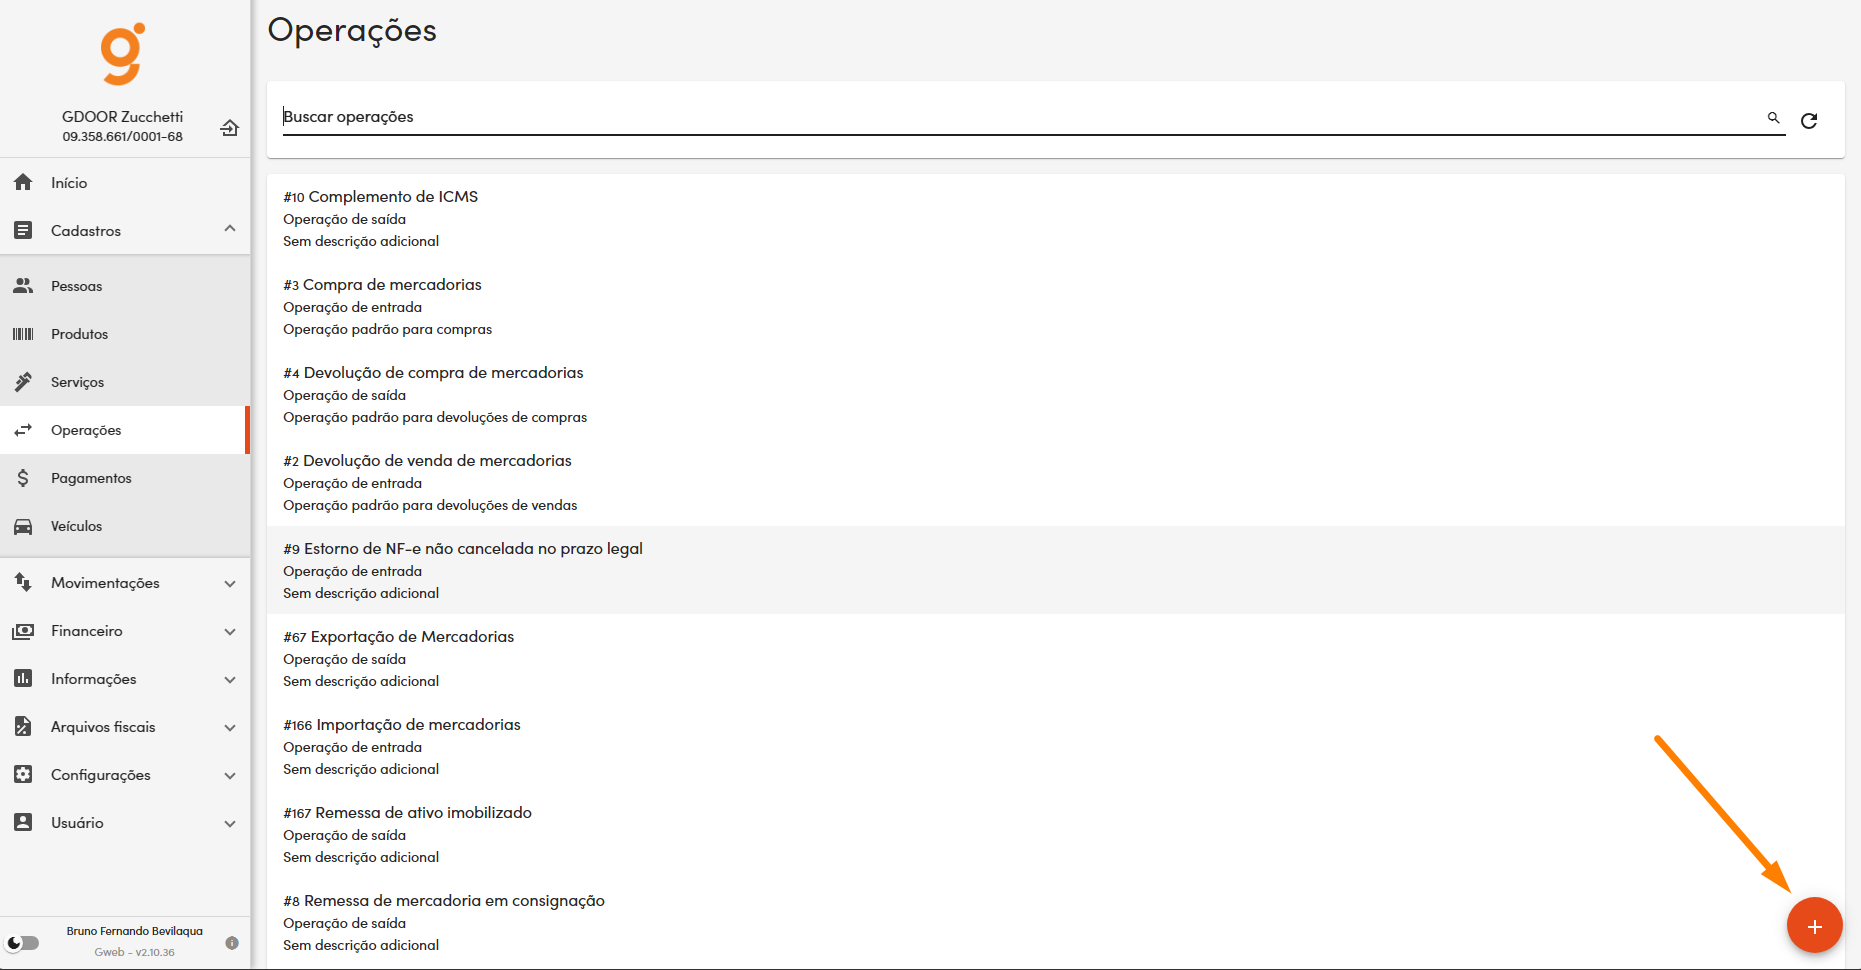 GDOOR Zucchetti
09.358.661/0001-68
Início
Cadastros
Pessoas
Produtos
Serviços
Operações
Pagamentos
Veículos
Movimentações
Financeiro
Informações
Arquivos fiscais
Configurações
Usuário
Bruno Fernando Bevilaqua
Gweb - v2.10.36
Operações
Buscar operações
#10 Complemento de ICMS
Operação de saída
Sem descrição adicional
#3 Compra de mercadorias
Operação de entrada
Operação padrão para compras
#4 Devolução de compra de mercadorias
Operação de saída
Operação padrão para devoluções de compras
#2 Devolução de venda de mercadorias
Operação de entrada
Operação padrão para devoluções de vendas
#9 Estorno de NF-e não cancelada no prazo legal
Operação de entrada
Sem descrição adicional
#67 Exportação de Mercadorias
Operação de saída
Sem descrição adicional
#166 Importação de mercadorias
Operação de entrada
Sem descrição adicional
#167 Remessa de ativo imobilizado
Operação de saída
Sem descrição adicional
#8 Remessa de mercadoria em consignação
Operação de saída
Sem descrição adicional